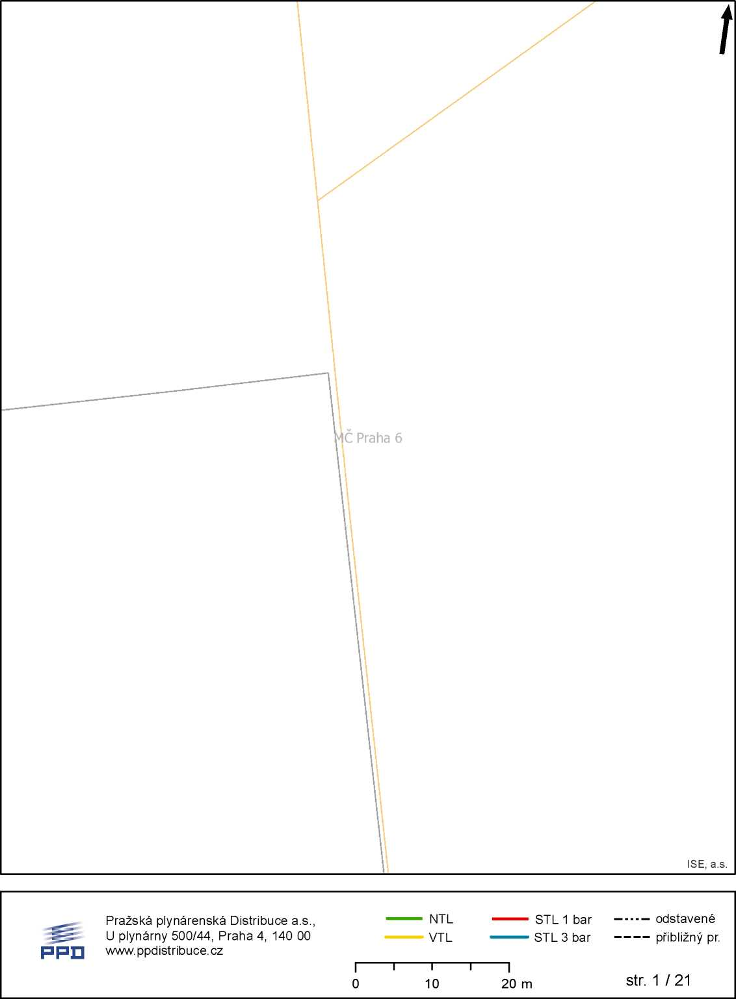 MČ Praha 6
ISE, a.s.
PPD
Pražská plynárenská Distribuce a.s.,
U plynárny 500/44, Praha 4, 140 00
www.ppdistribuce.cz
NTL
VTL
STL 1 bar
STL 3 bar
odstavené
přibližný pr.
0 10 20 m
str. 1 / 21